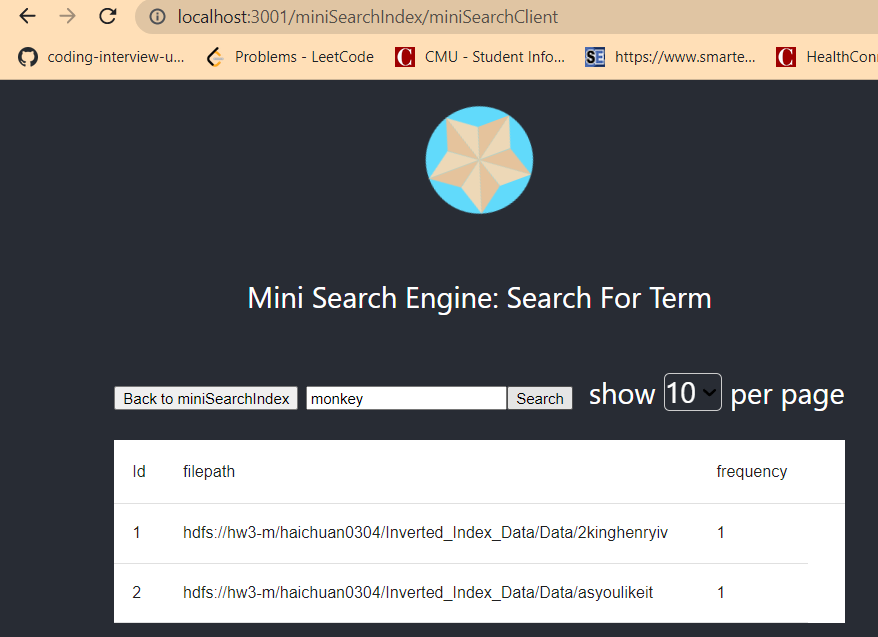 localhost:3001/miniSearchIndex/miniSearchClient
coding-interview-u... Problems - LeetCode C CMU - Student Info... SE https://www.smarte... C HealthConn
Mini Search Engine: Search For Term
Back to miniSearchIndex monkey Search show 10 per page
Id filepath frequency
1 hdfs://hw3-m/haichuan0304/Inverted_Index_Data/Data/2kinghenryiv 1
2 hdfs://hw3-m/haichuan0304/Inverted_Index_Data/Data/asyoulikeit 1